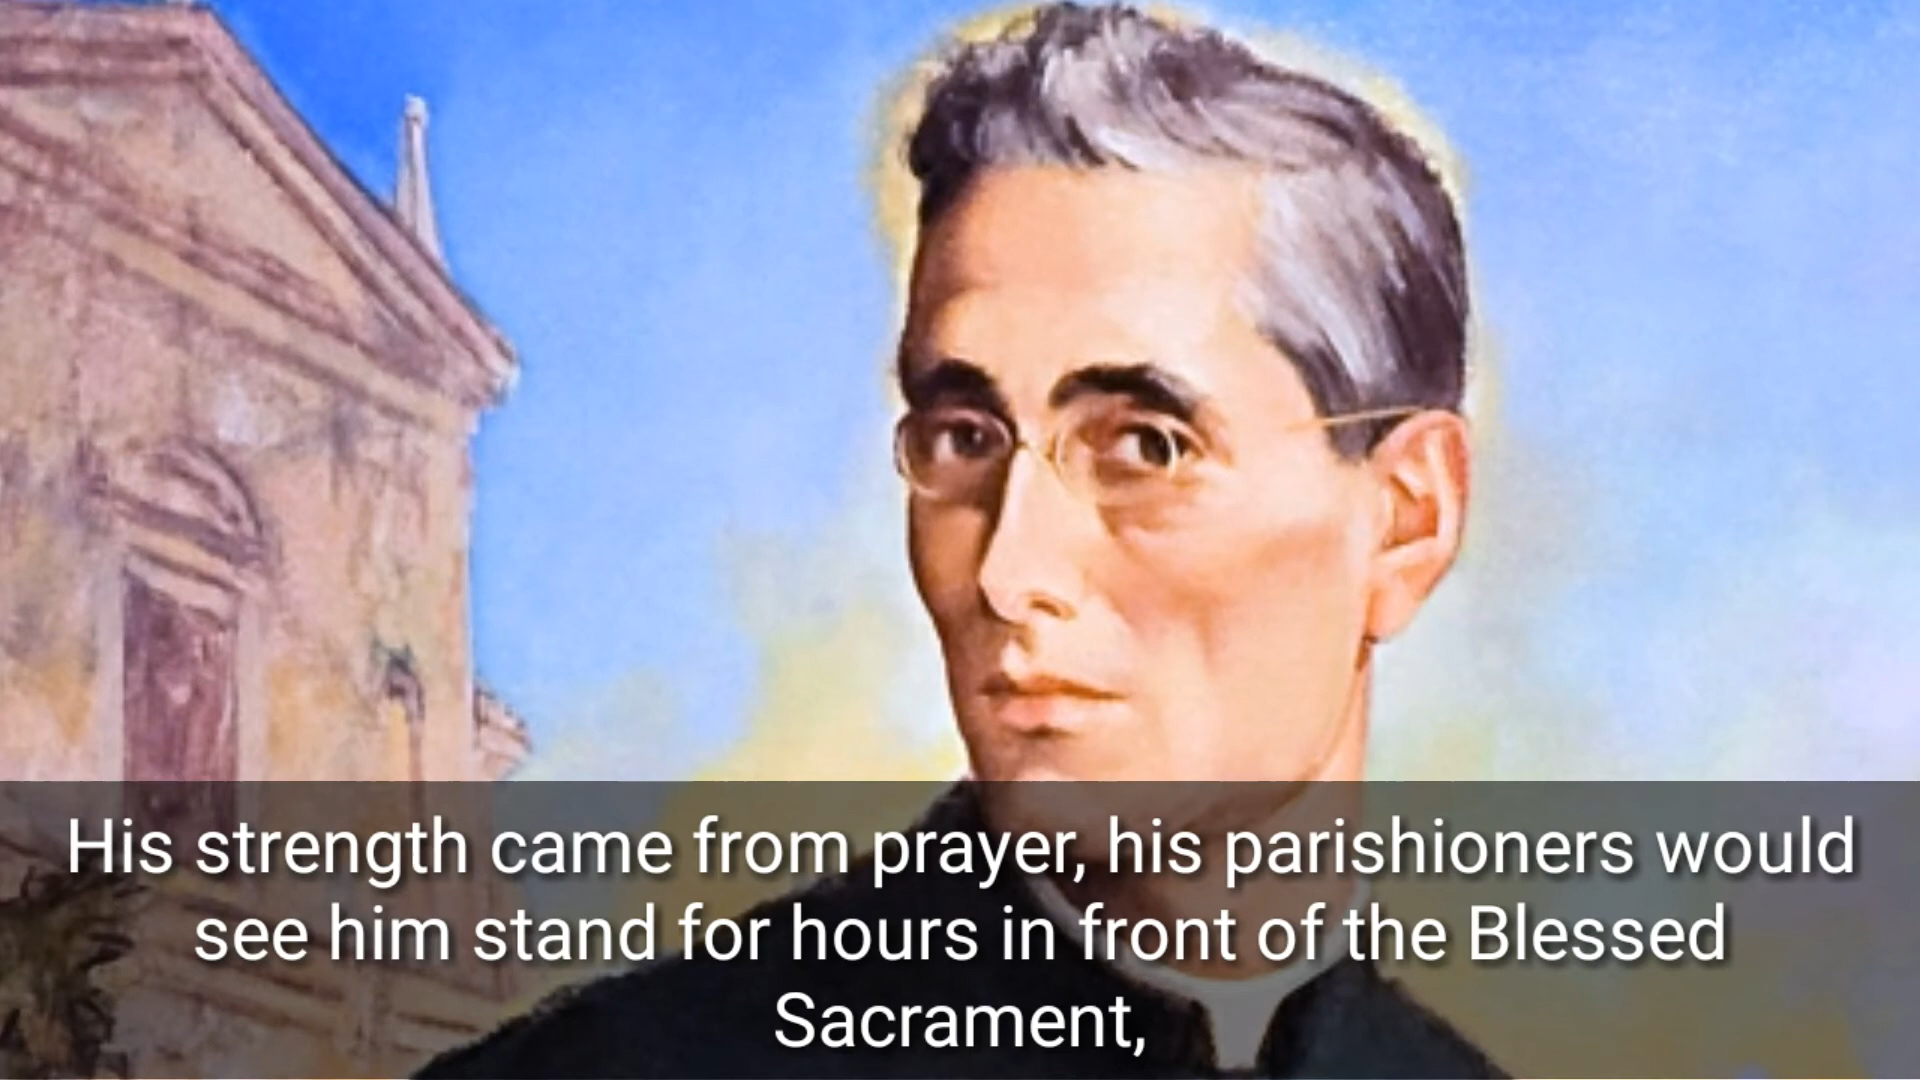 His strength came from prayer, his parishioners would
see him stand for hours in front of the Blessed
Sacrament,